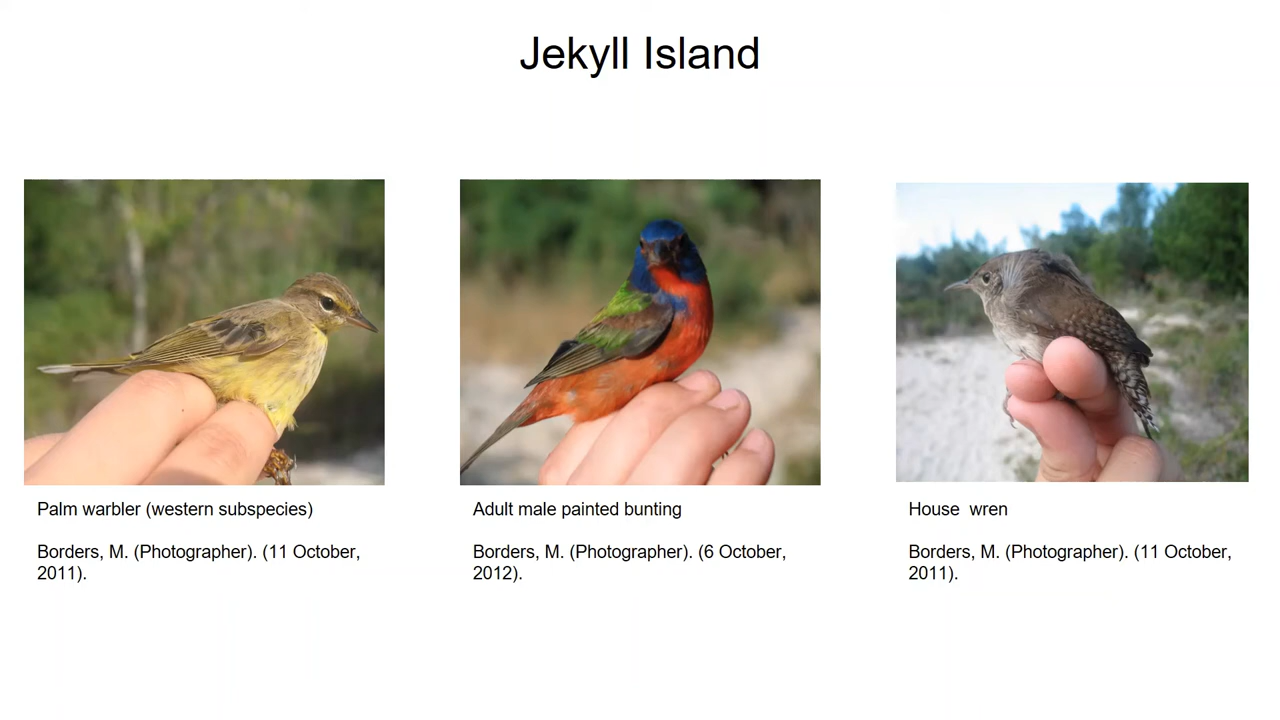 Jekyll Island
Palm warbler (western subspecies)
Borders, M. (Photographer). (11 October,
2011).
Adult male painted bunting
Borders, M. (Photographer). (6 October,
2012).
House  wren
Borders, M. (Photographer). (11 October,
2011).